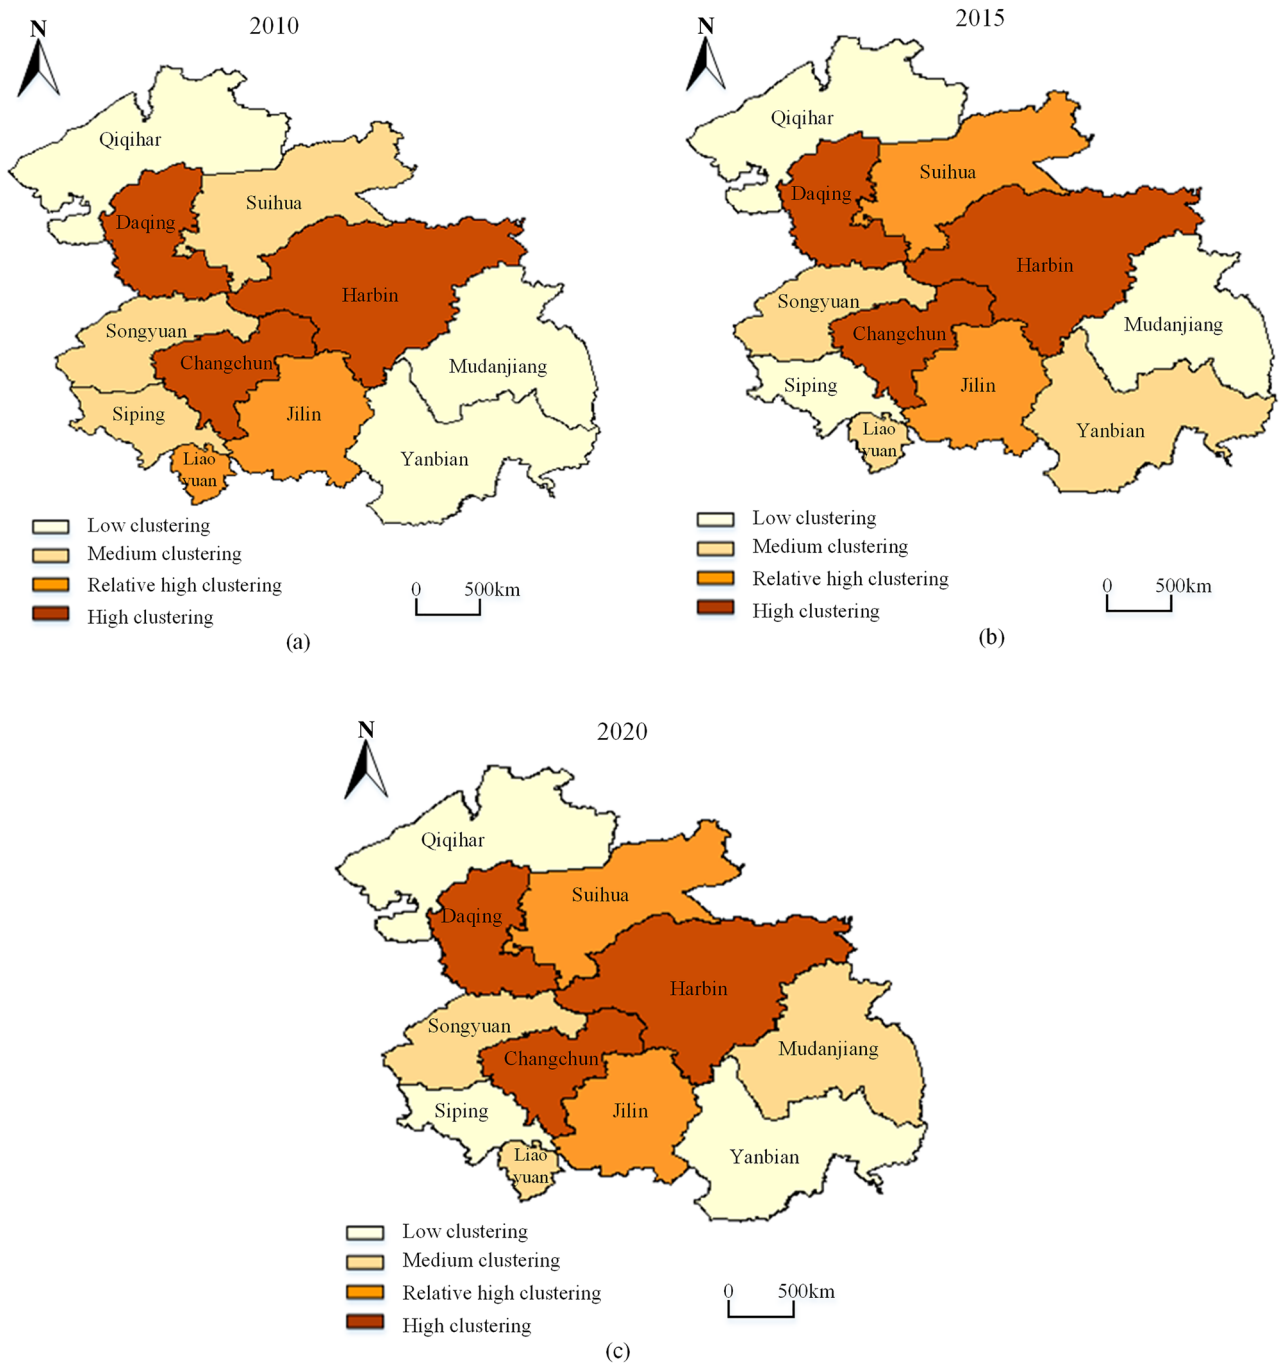 2010
N
Qiqihar
Suihua
Daqing
Harbin
Songyuan
Changchun
Mudanjiang
Siping
Jilin
Liao
yuan
Yanbian
Low clustering
Medium clustering
Relative high clustering
High clustering
0 500km
(a)
2015
N
Qiqihar
Suihua
Daqing
Harbin
Songyuan
Changchun
Mudanjiang
Siping
Jilin
Liao
yuan
Yanbian
Low clustering
Medium clustering
Relative high clustering
High clustering
0 500km
(b)
2020
N
Qiqihar
Suihua
Daqing
Harbin
Songyuan
Changchun
Mudanjiang
Siping
Jilin
Liao
yuan
Yanbian
Low clustering
Medium clustering
Relative high clustering
High clustering
0 500km
(c)